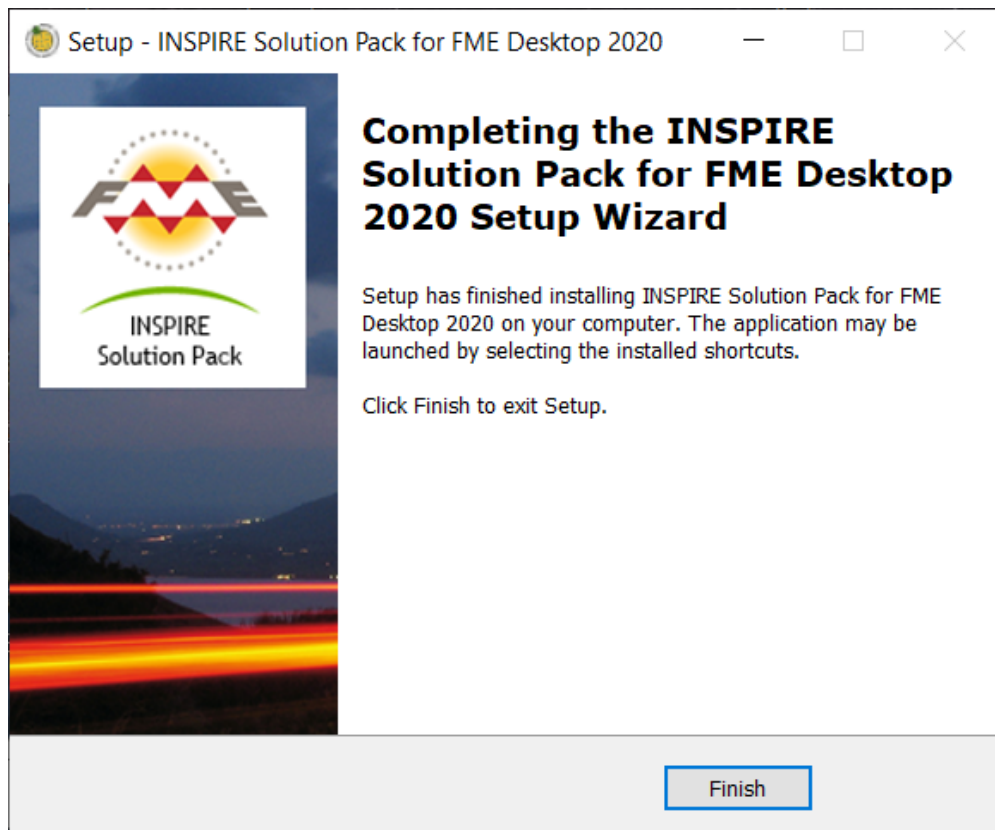 Setup - INSPIRE Solution Pack for FME Desktop 2020
FME
INSPIRE
Solution Pack
Completing the INSPIRE
Solution Pack for FME Desktop
2020 Setup Wizard
Setup has finished installing INSPIRE Solution Pack for FME
Desktop 2020 on your computer. The application may be
launched by selecting the installed shortcuts.
Click Finish to exit Setup.
Finish